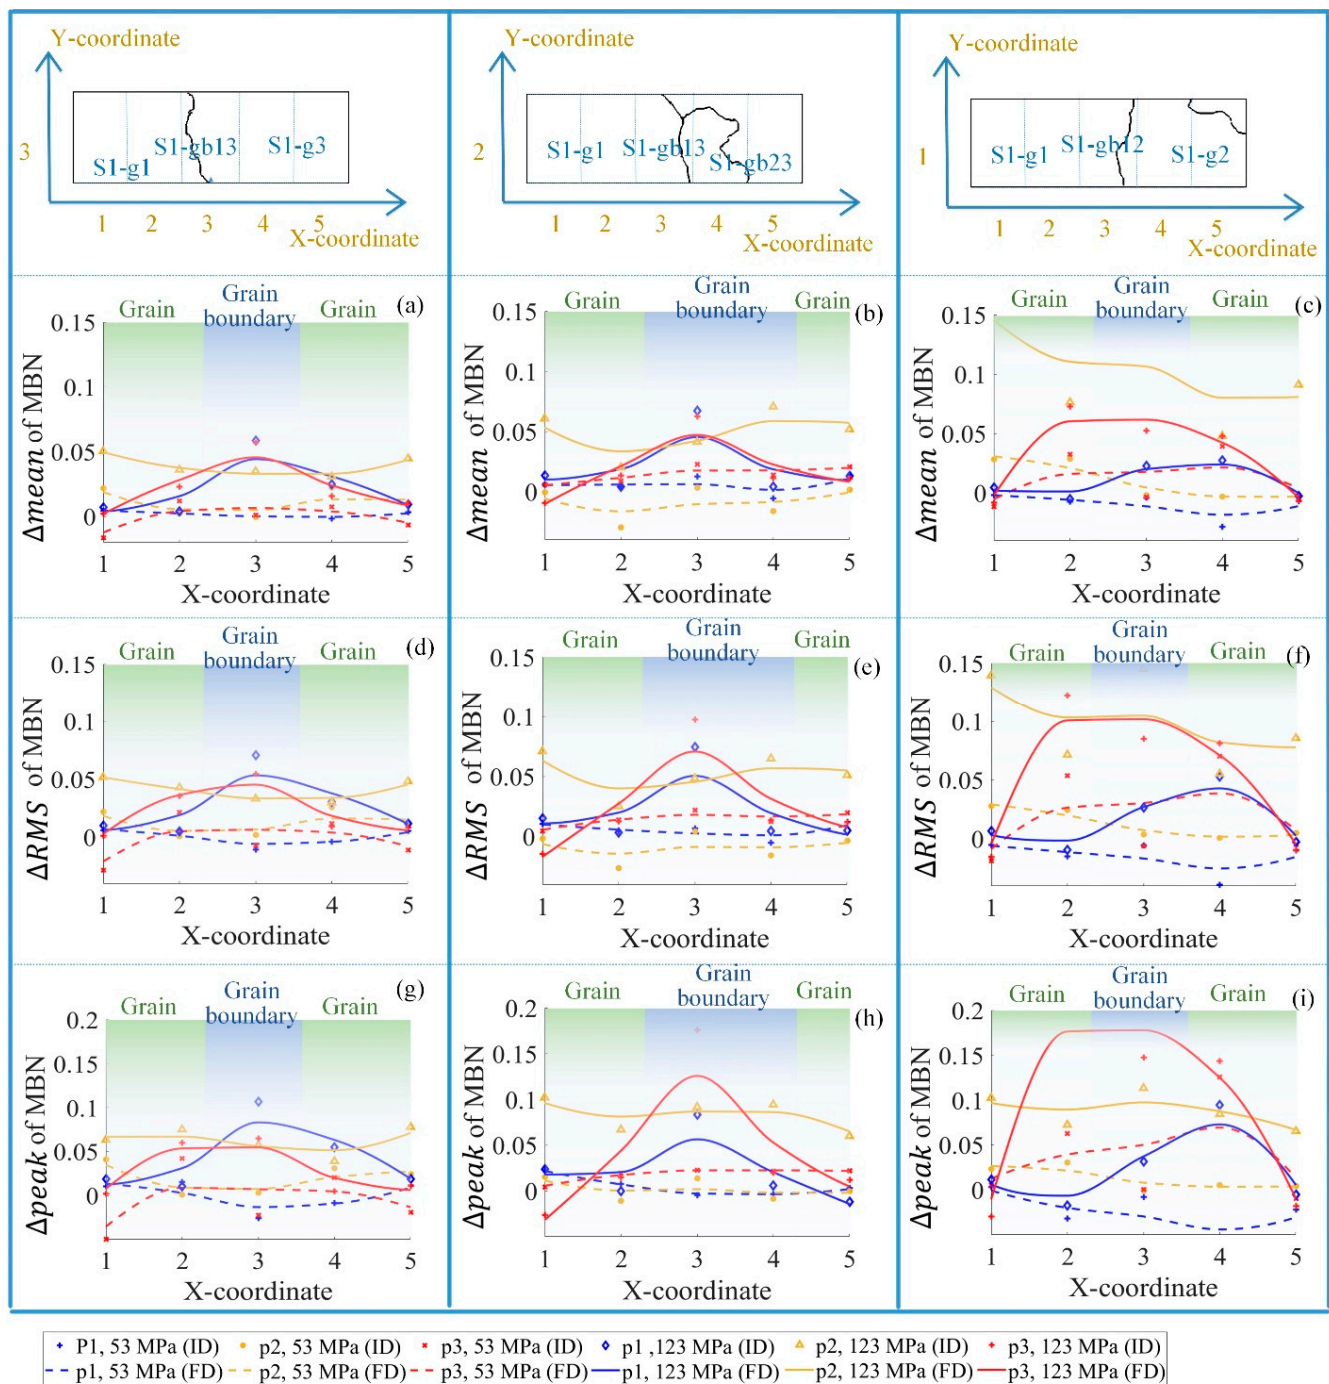 Y-coordinate
3
S1-g1
S1-gb13
S1-g3
1 2 3 4 5
X-coordinate
Y-coordinate
2
S1-g1
S1-gb13
S1-gb23
1 2 3 4 5
X-coordinate
Y-coordinate
1
S1-g1
S1-gb12
S1-g2
1 2 3 4 5
X-coordinate
Grain
Grain
boundary
Grain
(a)
Δmean of MBN
0.15
0.1
0.05
0
1 2 3 4 5
X-coordinate
Grain
Grain
boundary
Grain
(b)
Δmean of MBN
0.15
0.1
0.05
0
1 2 3 4 5
X-coordinate
Grain
Grain
boundary
Grain
(c)
Δmean of MBN
0.15
0.1
0.05
0
1 2 3 4 5
X-coordinate
Grain
Grain
boundary
Grain
(d)
ΔRMS of MBN
0.15
0.1
0.05
0
1 2 3 4 5
X-coordinate
Grain
Grain
boundary
Grain
(e)
ΔRMS of MBN
0.15
0.1
0.05
0
1 2 3 4 5
X-coordinate
Grain
Grain
boundary
Grain
(f)
ΔRMS of MBN
0.15
0.1
0.05
0
1 2 3 4 5
X-coordinate
Grain
Grain
boundary
Grain
(g)
Δpeak of MBN
0.2
0.15
0.1
0.05
0
1 2 3 4 5
X-coordinate
Grain
Grain
boundary
Grain
(h)
Δpeak of MBN
0.2
0.15
0.1
0.05
0
1 2 3 4 5
X-coordinate
Grain
Grain
boundary
Grain
(i)
Δpeak of MBN
0.2
0.15
0.1
0.05
0
1 2 3 4 5
X-coordinate
P1, 53 MPa (ID) p2, 53 MPa (ID) p3, 53 MPa (ID) p1 ,123 MPa (ID) p2, 123 MPa (ID) p3, 123 MPa (ID)
p1, 53 MPa (FD) p2, 53 MPa (FD) p3, 53 MPa (FD) p1, 123 MPa (FD) p2, 123 MPa (FD) p3, 123 MPa (FD)